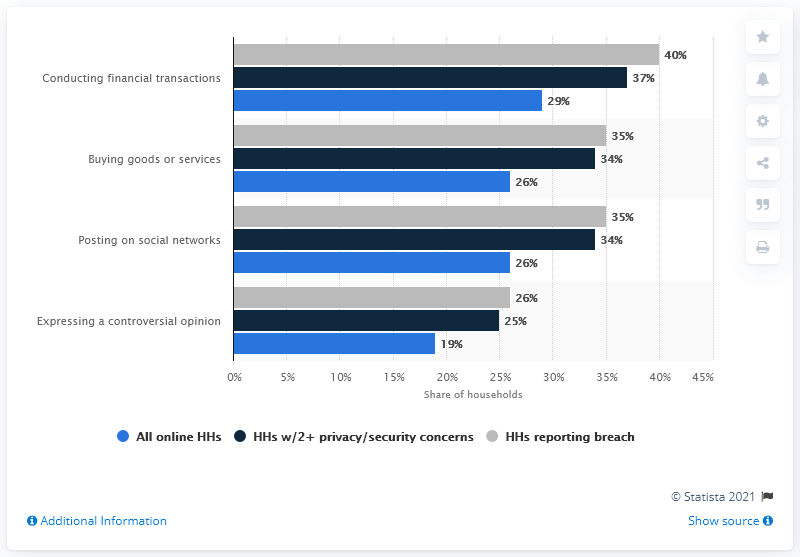 40%
Conducting financial transactions
37%
29%
35%
Buying goods or services
34%
26%
35%
Posting on social networks
34%
26%
26%
Expressing a controversial opinion
25%
19%
0% 5% 10% 15% 20% 25% 30% 35% 40% 45%
Share of households
All online HHs HHs w/2+ privacy/security concerns HHs reporting breach
© Statista 2021
Additional Information Show source